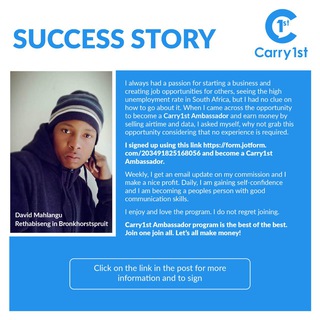 SUCCESS STORY
1st
Carry1st
I always had a passion for starting a business and
creating job opportunities for others, seeing the high
unemployment rate in South Africa, but I had no clue on
how to go about it. When I came across the opportunity
to become a Carry1st Ambassador and earn money by
selling airtime and data, I asked myself, why not grab this
opportunity considering that no experience is required.
I signed up using this link https://form.jotform.
com/203491825168056 and become a Carry1st
Ambassador.
Weekly, I get an email update on my commission and I
make a nice profit. Daily, I am gaining self-confidence
and I am becoming a peoples person with good
communication skills.
I enjoy and love the program. I do not regret joining.
Carry1st Ambassador program is the best of the best.
Join one join all. Let's all make money!
David Mahlangu
Rethabiseng in Bronkhorstspruit
Click on the link in the post for more
information and to sign